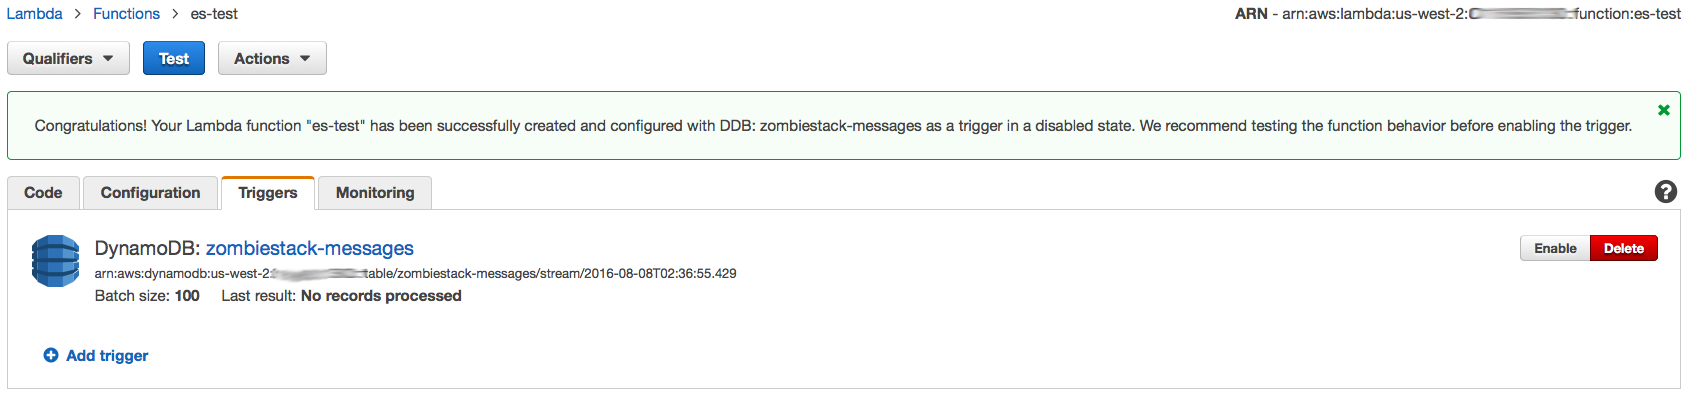 Lambda > Functions > es-test
ARN - arn:aws:lambda:us-west-2: function:es-test
Qualifiers Test Actions
Congratulations! Your Lambda function "es-test" has been successfully created and configured with DDB: zombiestack-messages as a trigger in a disabled state. We recommend testing the function behavior before enabling the trigger.
Code Configuration Triggers Monitoring
?
DynamoDB: zombiestack-messages
Enable Delete
arn:aws:dynamodb:us-west-2: table/zombiestack-messages/stream/2016-08-08T02:36:55.429
Batch size: 100 Last result: No records processed
Add trigger